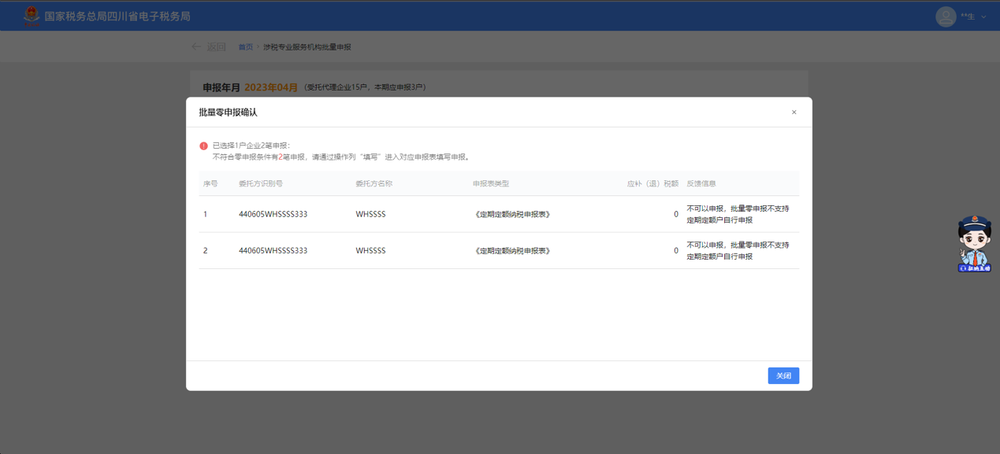 国家税务总局四川省电子税务局
**生
返回 首页 › 涉税专业服务机构批量申报
申报年月 2023年04月 （受托代理企业15户，本期应申报3户）
批量零申报确认 ×
已选择1户企业2笔申报：
不符合零申报条件有2笔申报，请通过操作列“填写”进入对应申报表填写申报。
序号 委托方识别号 委托方名称 申报表类型 应补（退）税额 反馈信息
1 440605WHSSSS333 WHSSSS 《定期定额纳税申报表》 0 不可以申报，批量零申报不支持
定期定额户自行申报
2 440605WHSSSS333 WHSSSS 《定期定额纳税申报表》 0 不可以申报，批量零申报不支持
定期定额户自行申报
征纳互动
关闭